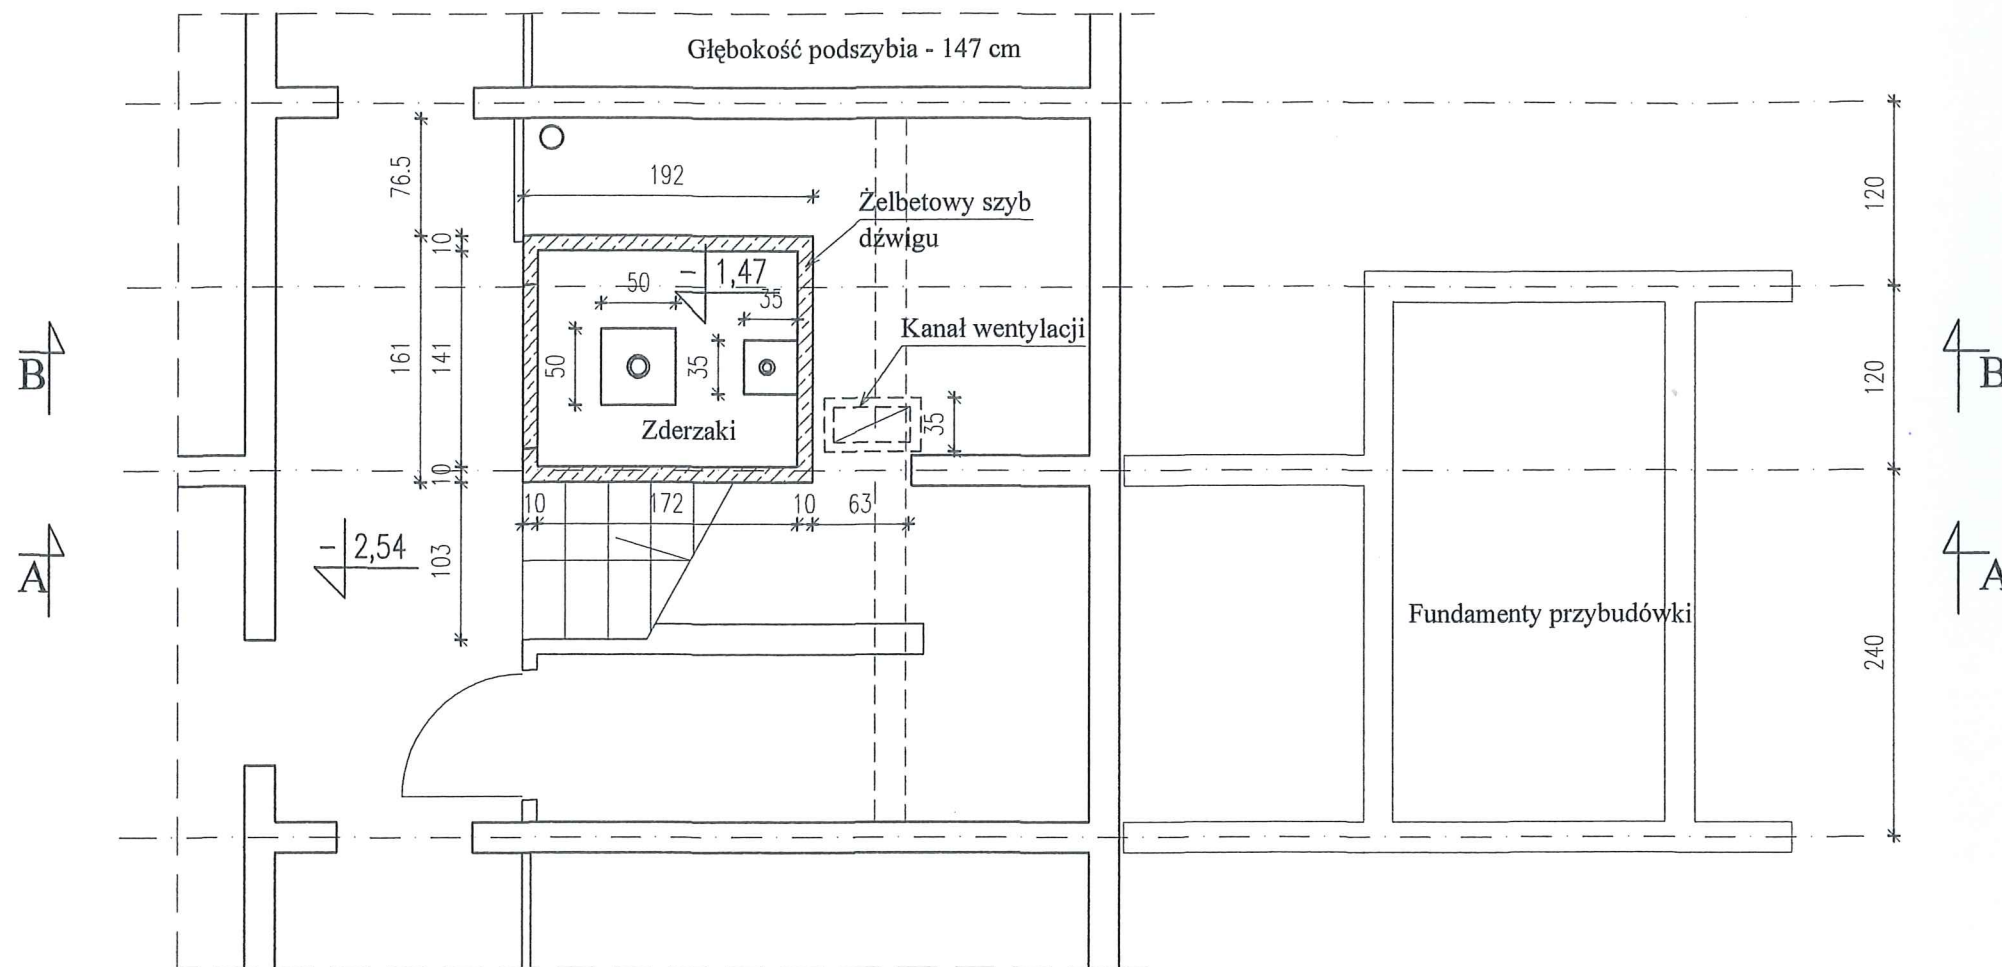 Głębokość podszybia - 147 cm
76.5
192
120
Żelbetowy szyb
dźwigu
10
- 1,47
50
35
Kanał wentylacji
B
161
141
50
35
120
B
Zderzaki
35
10
10
172
10
63
A
- 2,54
103
A
Fundamenty przybudówki
240